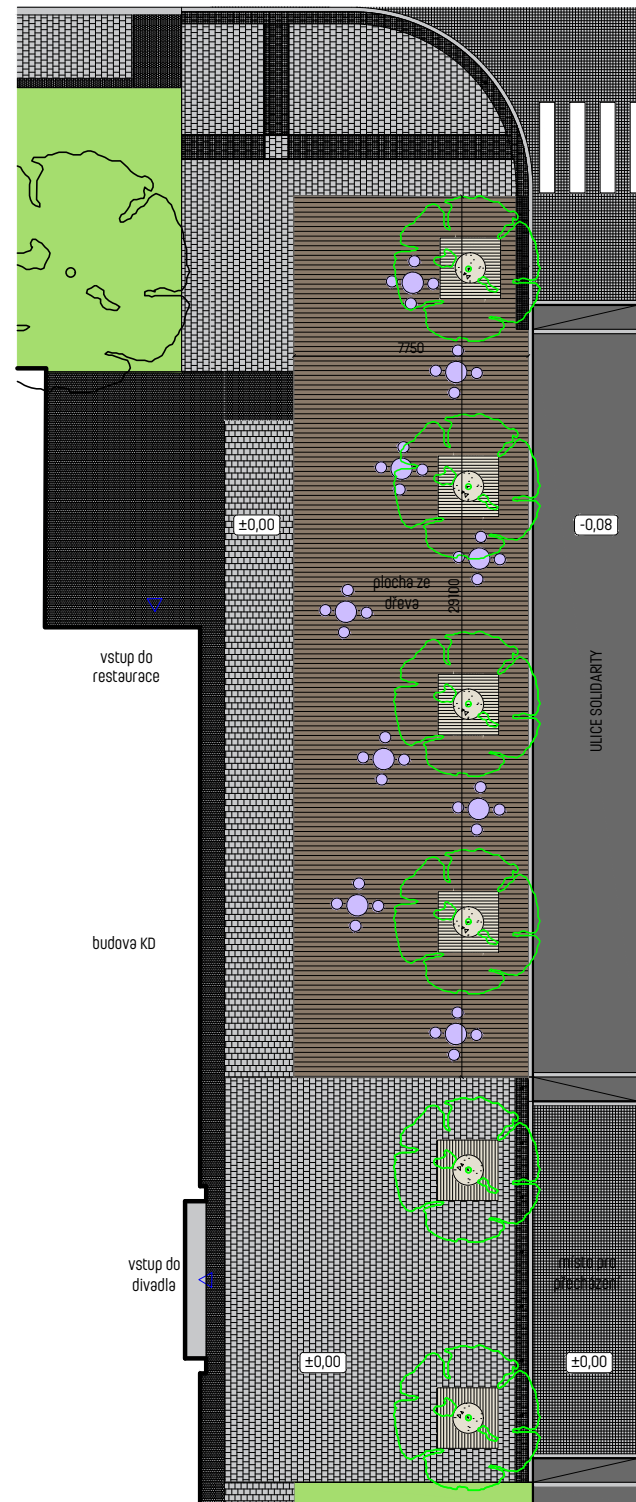 7750
±0,00
-0,08
plocha ze
dřeva
29100
vstup do
restaurace
ULICE SOLIDARITY
budova KD
vstup do
divadla
místo pro
přecházení
±0,00
±0,00